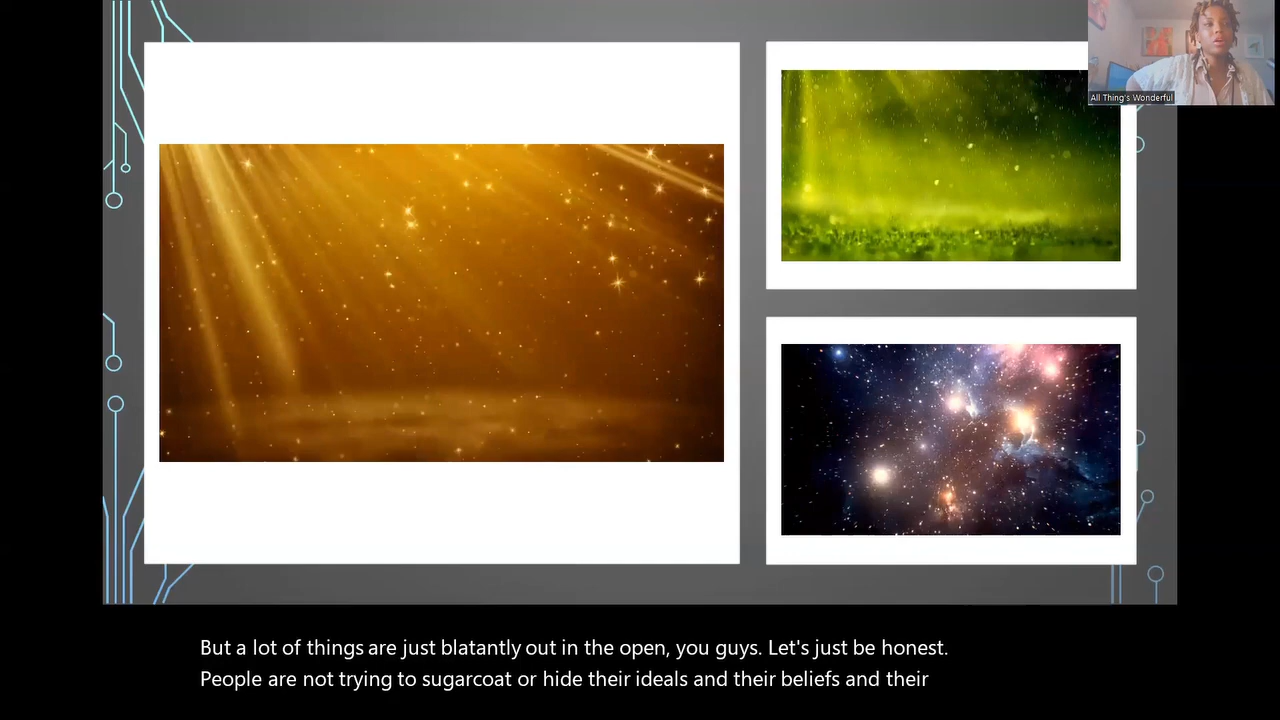 All Thing's Wonderful
But a lot of things are just blatantly out in the open, you guys. Let's just be honest.
People are not trying to sugarcoat or hide their ideals and their beliefs and their